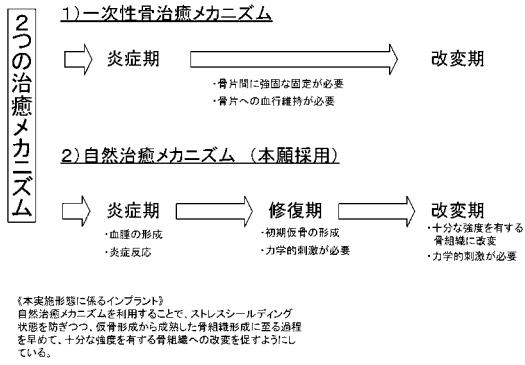 2つの治癒メカニズム
1)一次性骨治癒メカニズム
炎症期
改変期
・骨片間に強固な固定が必要
・骨片への血行維持が必要
2)自然治癒メカニズム (本願採用)
炎症期
修復期
改変期
・血腫の形成
・炎症反応
・初期仮骨の形成
・力学的刺激が必要
・十分な強度を有する
骨組織に改変
・力学的刺激が必要
《本実施形態に係るインプラント》
自然治癒メカニズムを利用することで、ストレスシールディング
状態を防ぎつつ、仮骨形成から成熟した骨組織形成に至る過程
を早めて、十分な強度を有する骨組織への改変を促すようにし
ている。